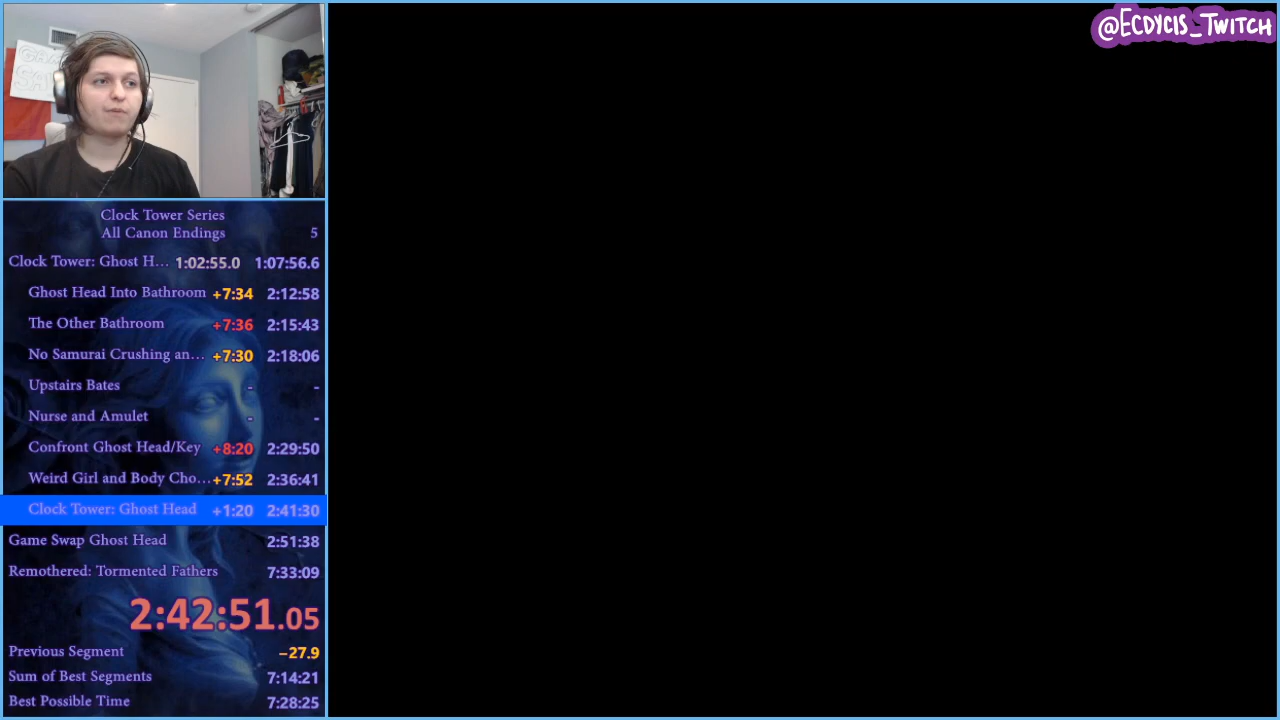 @ECDYCIS_TWITCH
Clock Tower Series
All Canon Endings 5
Clock Tower: Ghost H... 1:02:55.0 1:07:56.6
Ghost Head Into Bathroom +7:34 2:12:58
The Other Bathroom +7:36 2:15:43
No Samurai Crushing an... +7:30 2:18:06
Upstairs Bates - -
Nurse and Amulet - -
Confront Ghost Head/Key +8:20 2:29:50
Weird Girl and Body Cho... +7:52 2:36:41
Clock Tower: Ghost Head +1:20 2:41:30
Game Swap Ghost Head 2:51:38
Remothered: Tormented Fathers 7:33:09
2:42:51.05
Previous Segment −27.9
Sum of Best Segments 7:14:21
Best Possible Time 7:28:25